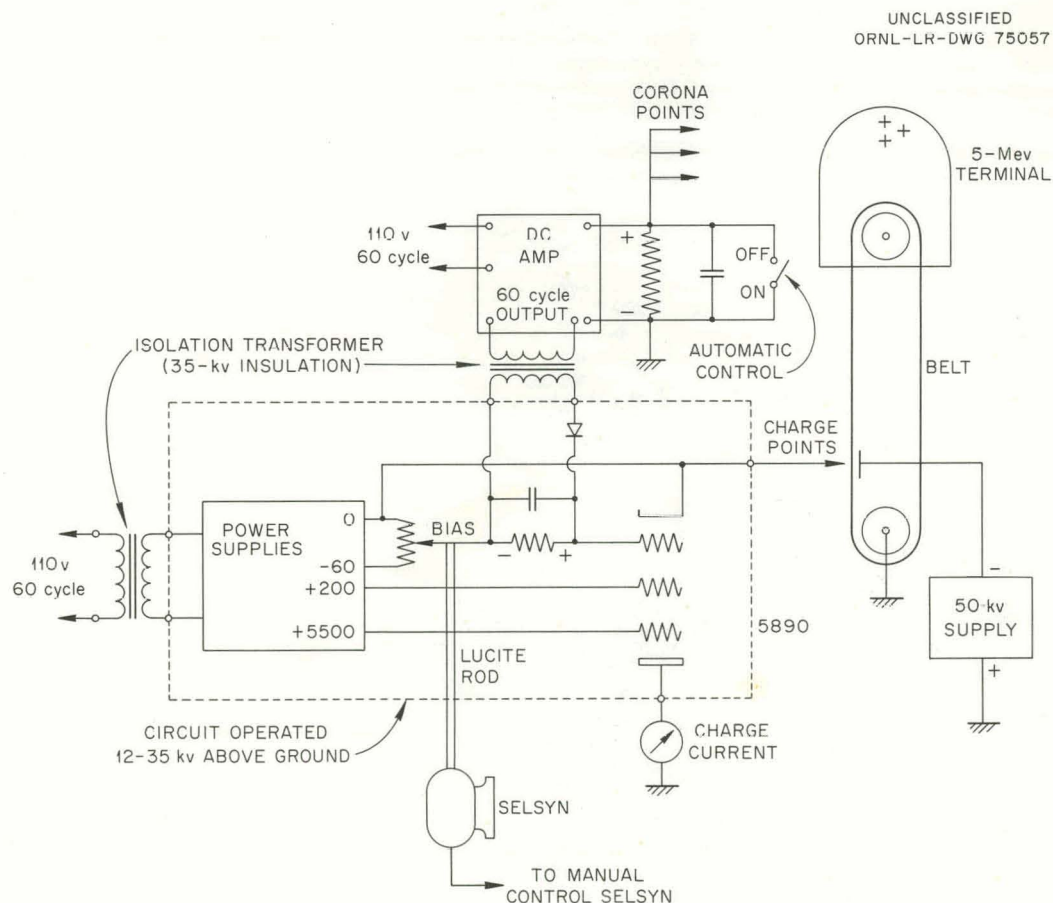 UNCLASSIFIED
ORNL-LR-DWG 75057
CORONA
POINTS
5-Mev
TERMINAL
110 v
60 cycle
DC
AMP
60 cycle
OUTPUT
+
-
OFF
ON
ISOLATION TRANSFORMER
(35-kv INSULATION)
AUTOMATIC
CONTROL
BELT
CHARGE
POINTS
POWER
SUPPLIES
0
-60
+200
+5500
BIAS
-
+
110 v
60 cycle
LUCITE
ROD
5890
-
50-kv
SUPPLY
+
CIRCUIT OPERATED
12-35 kv ABOVE GROUND
CHARGE
CURRENT
SELSYN
TO MANUAL
CONTROL SELSYN
+ + +
+